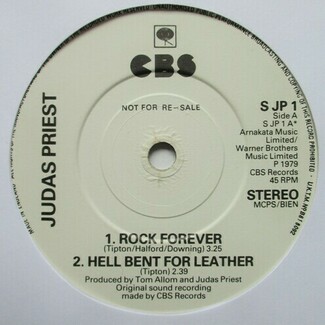 CBS
NOT FOR RE-SALE
JUDAS PRIEST
S JP 1
Side A
S JP 1 A*
Arnakata Music
Limited/
Warner Brothers
Music Limited
P 1979
CBS Records
45 RPM
STEREO
MCPS/BIEN
1. ROCK FOREVER
(Tipton/Halford/Downing) 3.25
2. HELL BENT FOR LEATHER
(Tipton) 2.39
Produced by Tom Allom and Judas Priest
Original sound recording
made by CBS Records